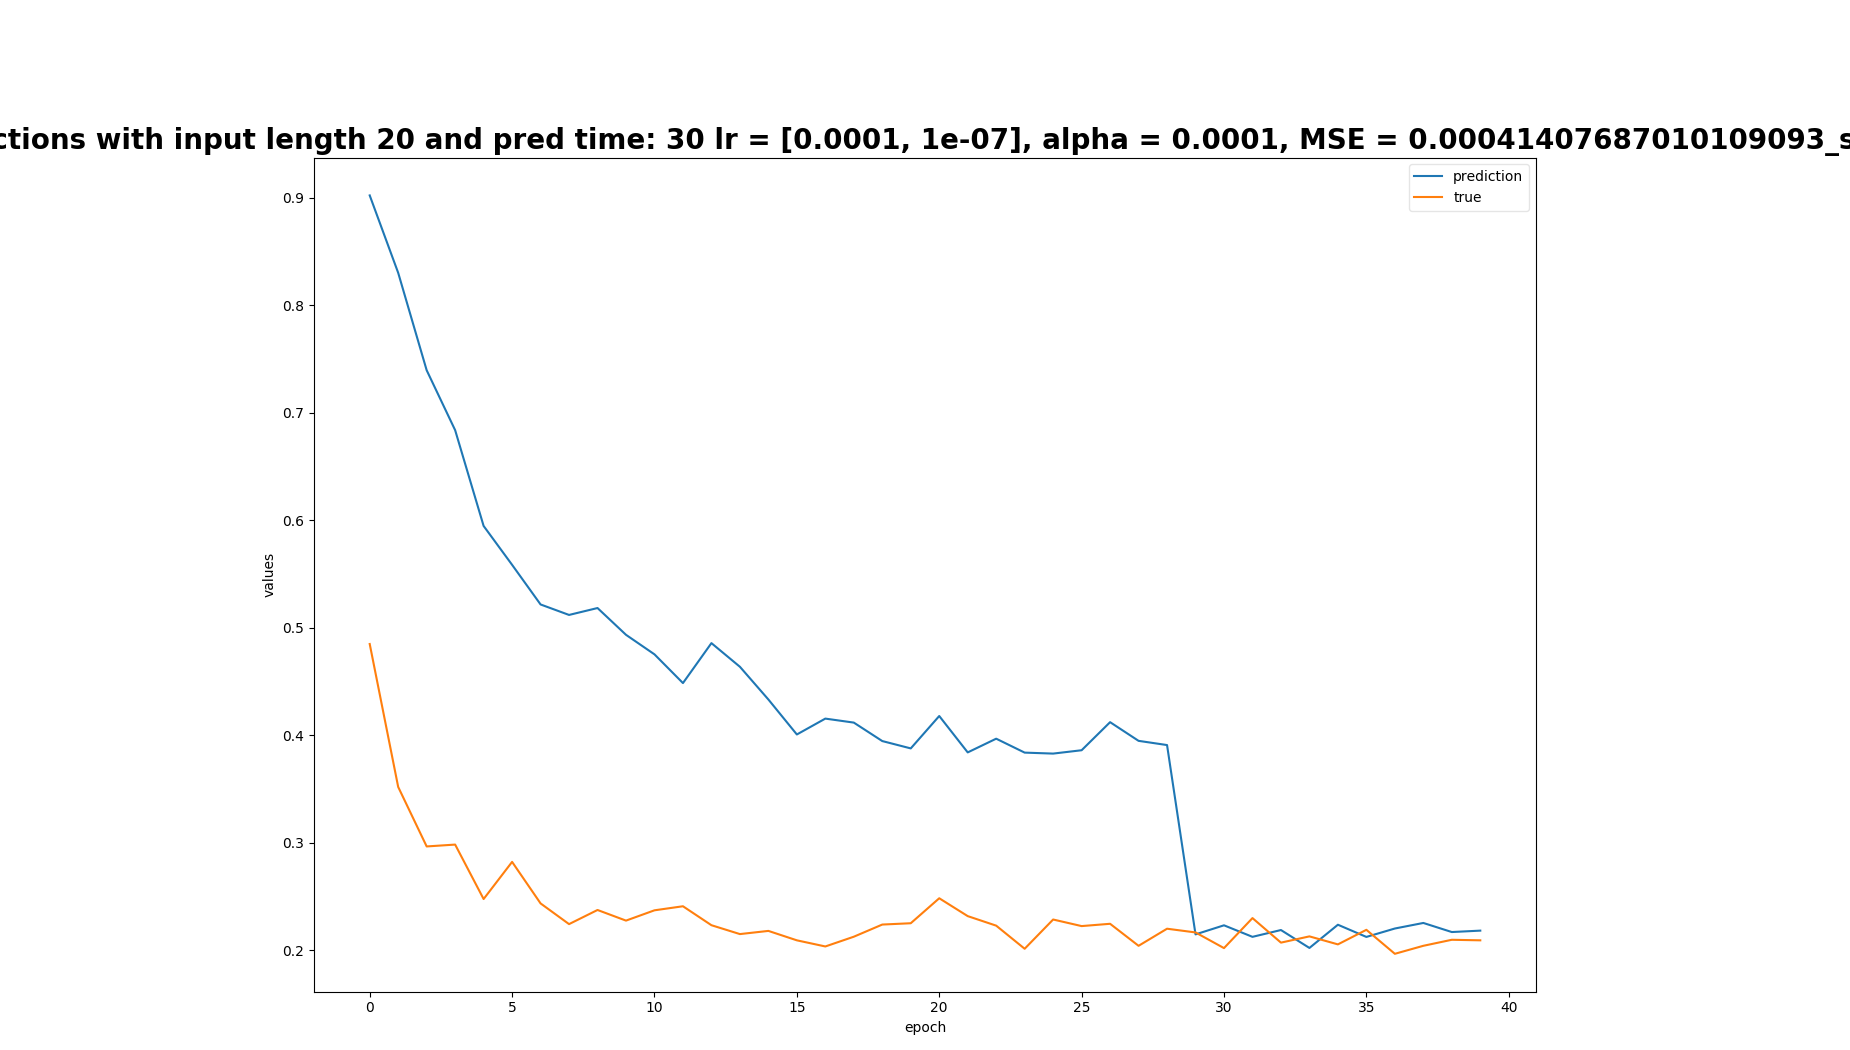 ctions with input length 20 and pred time: 30 lr = [0.0001, 1e-07], alpha = 0.0001, MSE = 0.00041407687010109093_s
prediction
true
0.9
0.8
0.7
0.6
0.5
0.4
0.3
0.2
values
0 5 10 15 20 25 30 35 40
epoch